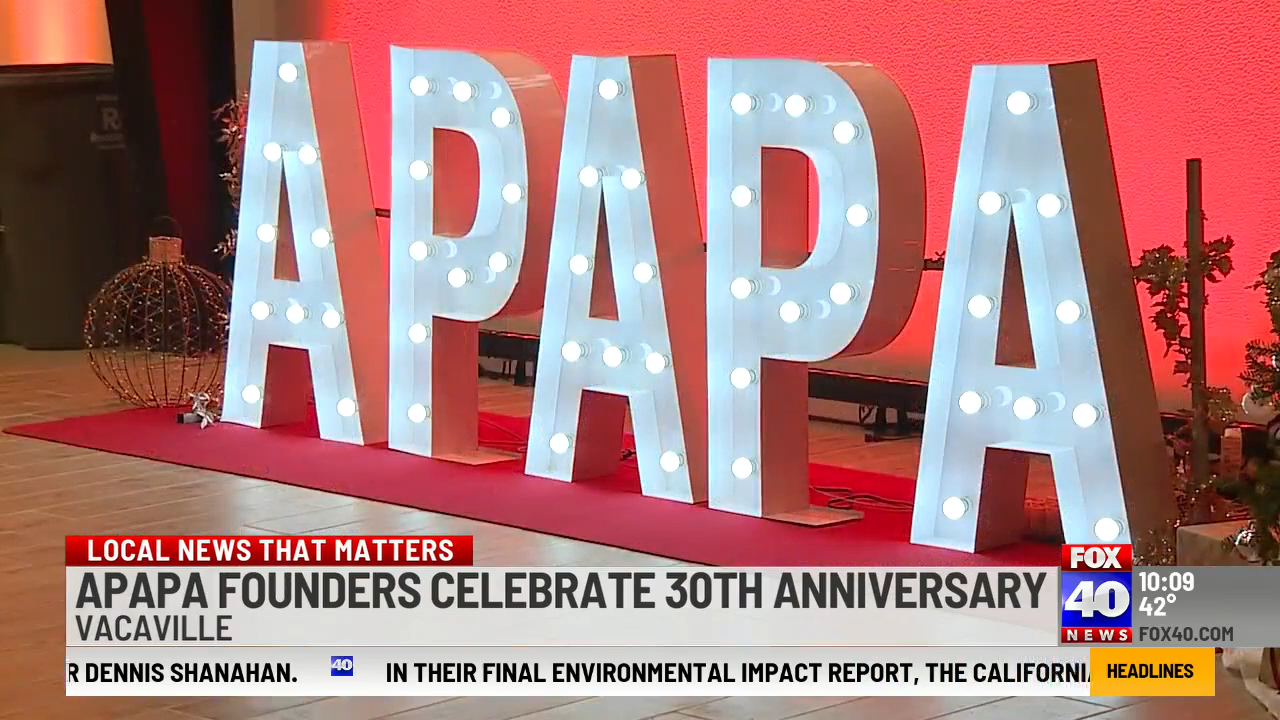 APAPA
LOCAL NEWS THAT MATTERS
APAPA FOUNDERS CELEBRATE 30TH ANNIVERSARY
VACAVILLE
FOX
40
NEWS
10:09
42°
FOX40.COM
R DENNIS SHANAHAN. 40 IN THEIR FINAL ENVIRONMENTAL IMPACT REPORT, THE CALIFORNIA
HEADLINES